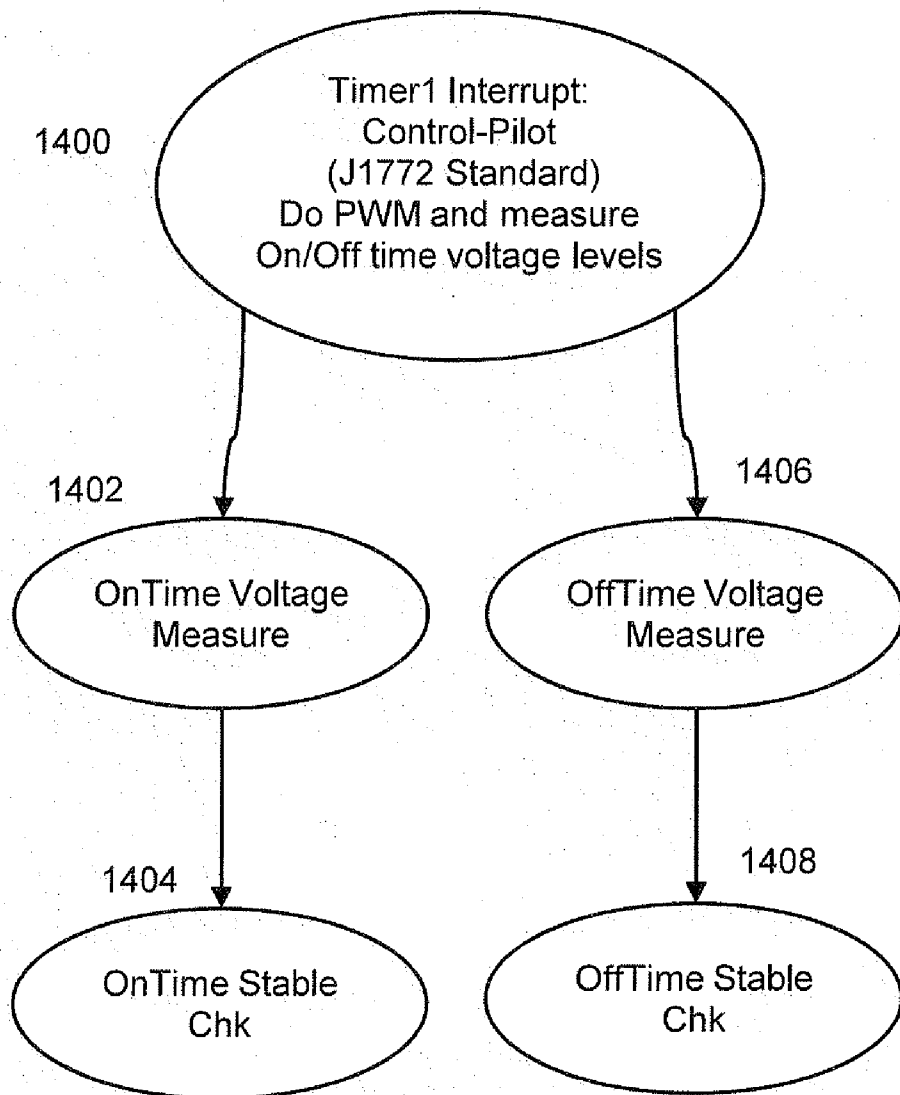 1400
Timer1 Interrupt:
Control-Pilot
(J1772 Standard)
Do PWM and measure
On/Off time voltage levels
1402
1406
OnTime Voltage
Measure
OffTime Voltage
Measure
1404
1408
OnTime Stable
Chk
OffTime Stable
Chk